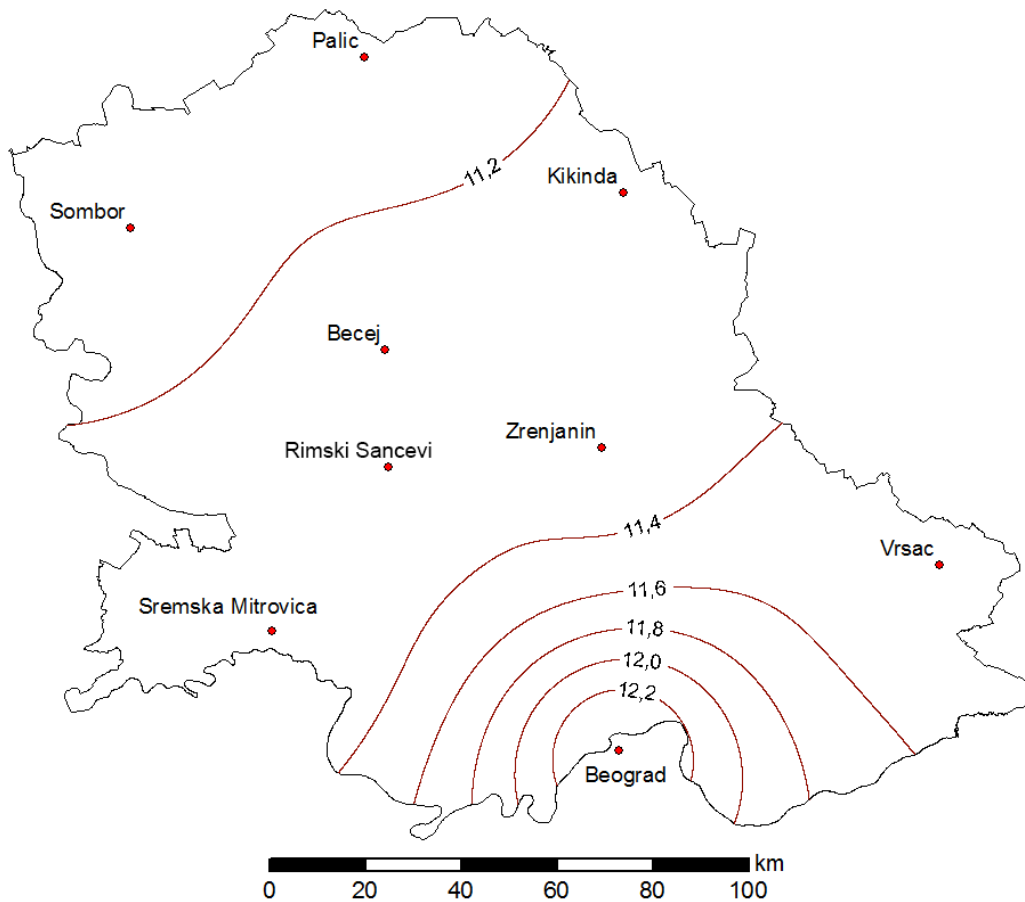 Palic
11,2
Kikinda
Sombor
Becej
Zrenjanin
Rimski Sancevi
11,4
Vrsac
11,6
Sremska Mitrovica
11,8
12,0
12,2
Beograd
km
0 20 40 60 80 100